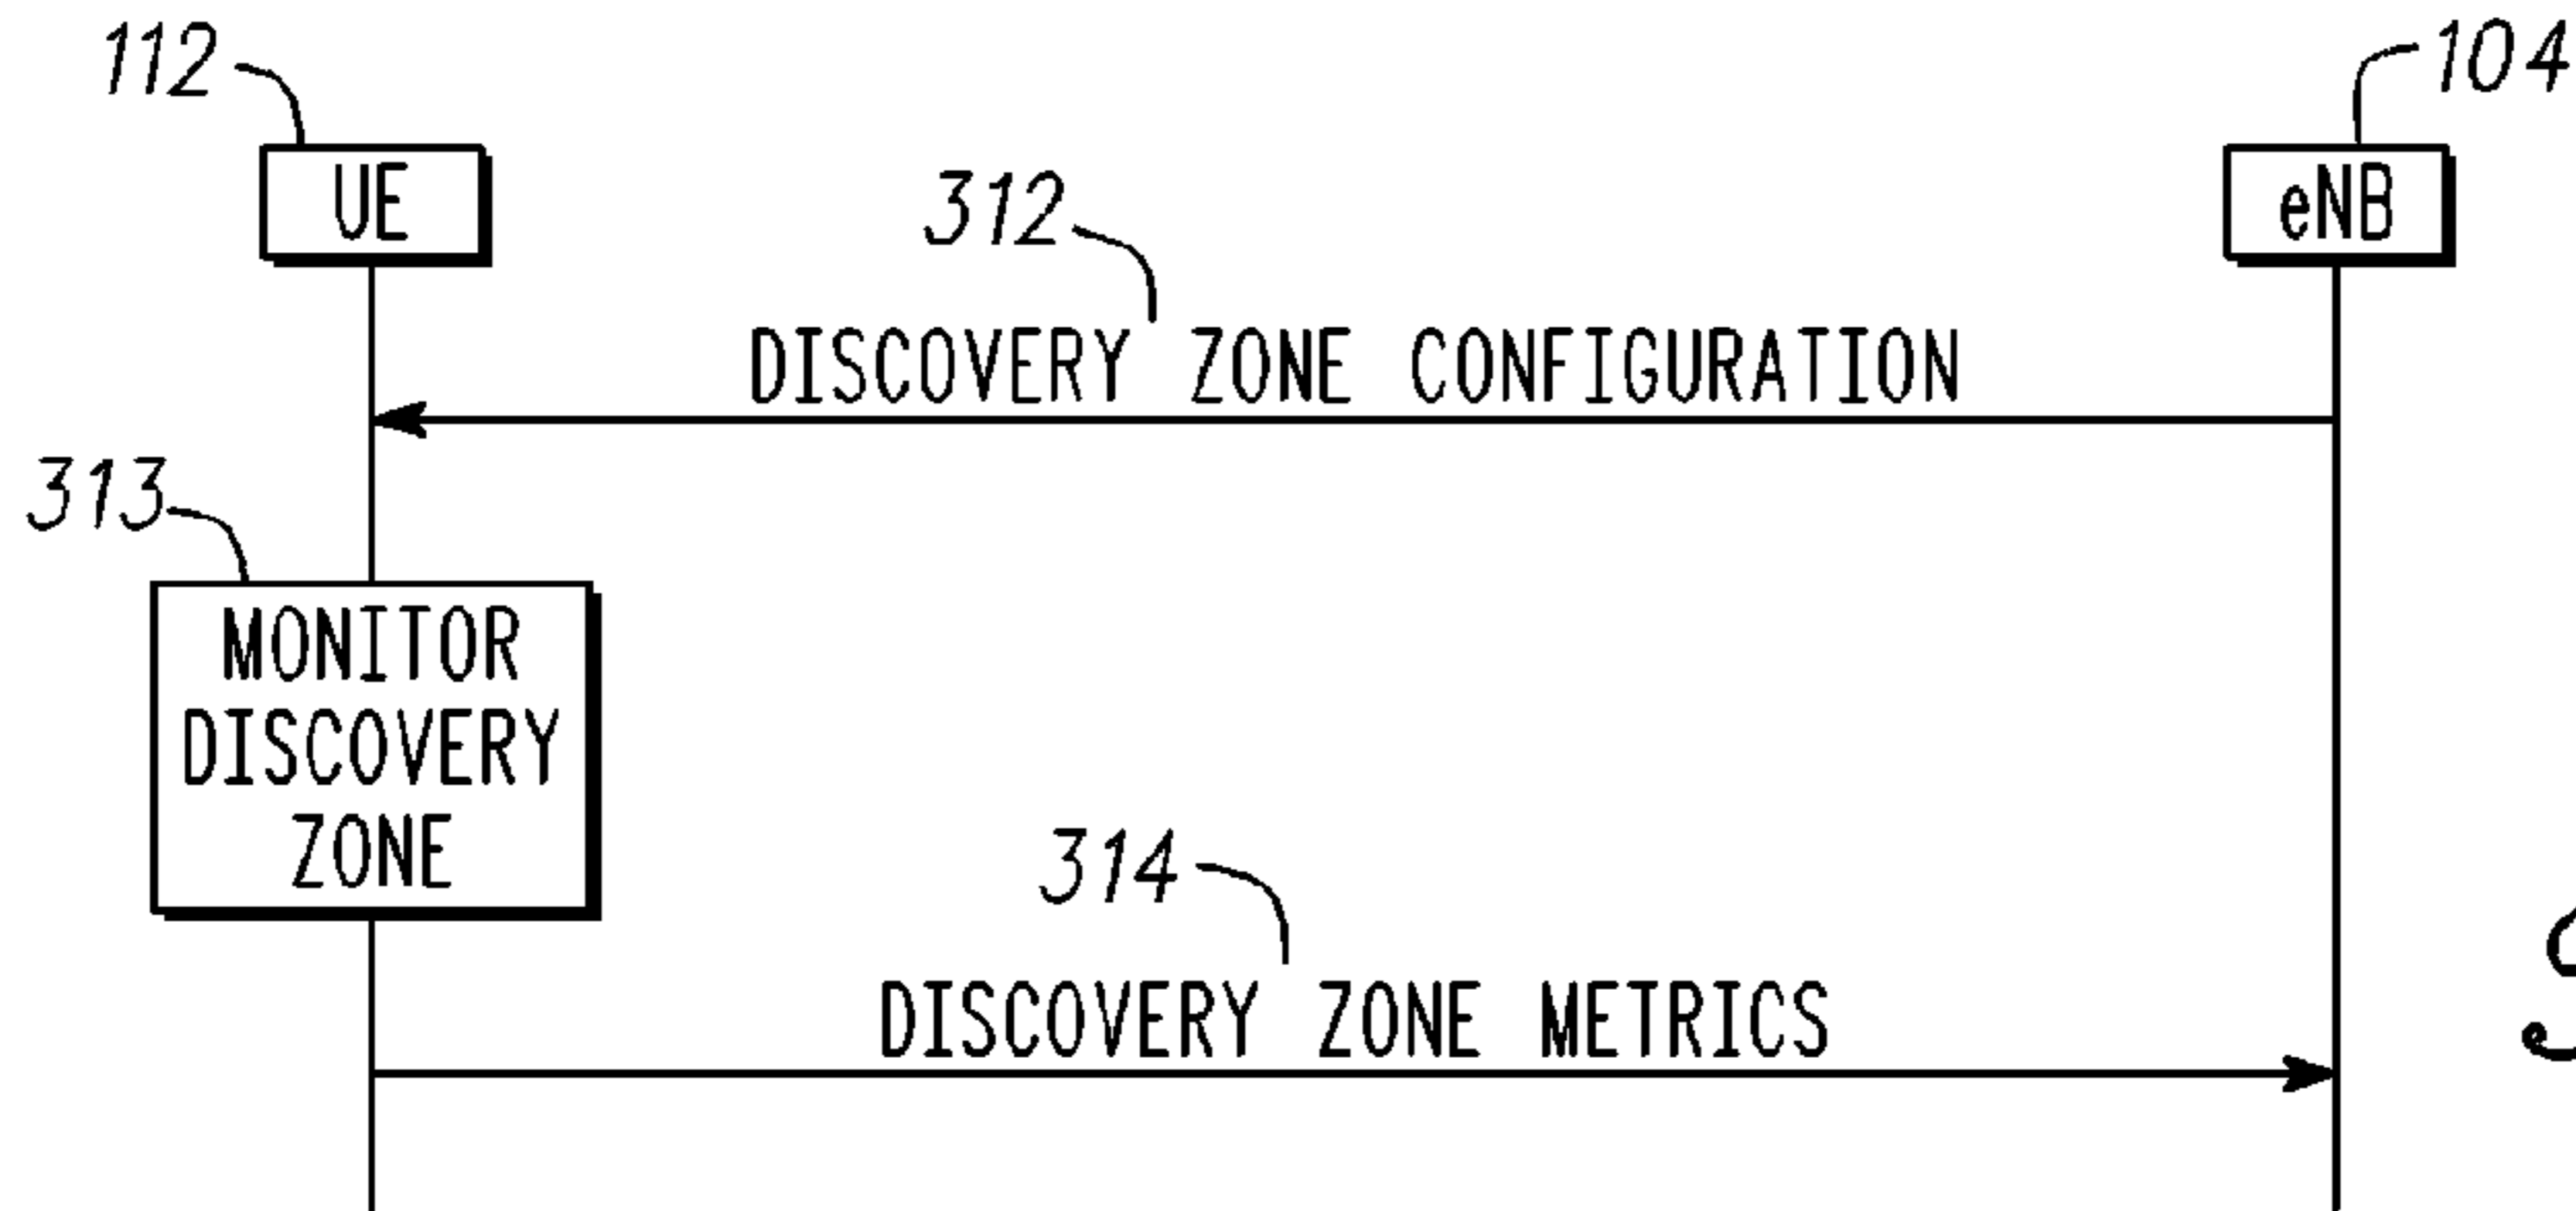 112
104
UE
eNB
312
DISCOVERY ZONE CONFIGURATION
313
MONITOR
DISCOVERY
ZONE
314
DISCOVERY ZONE METRICS